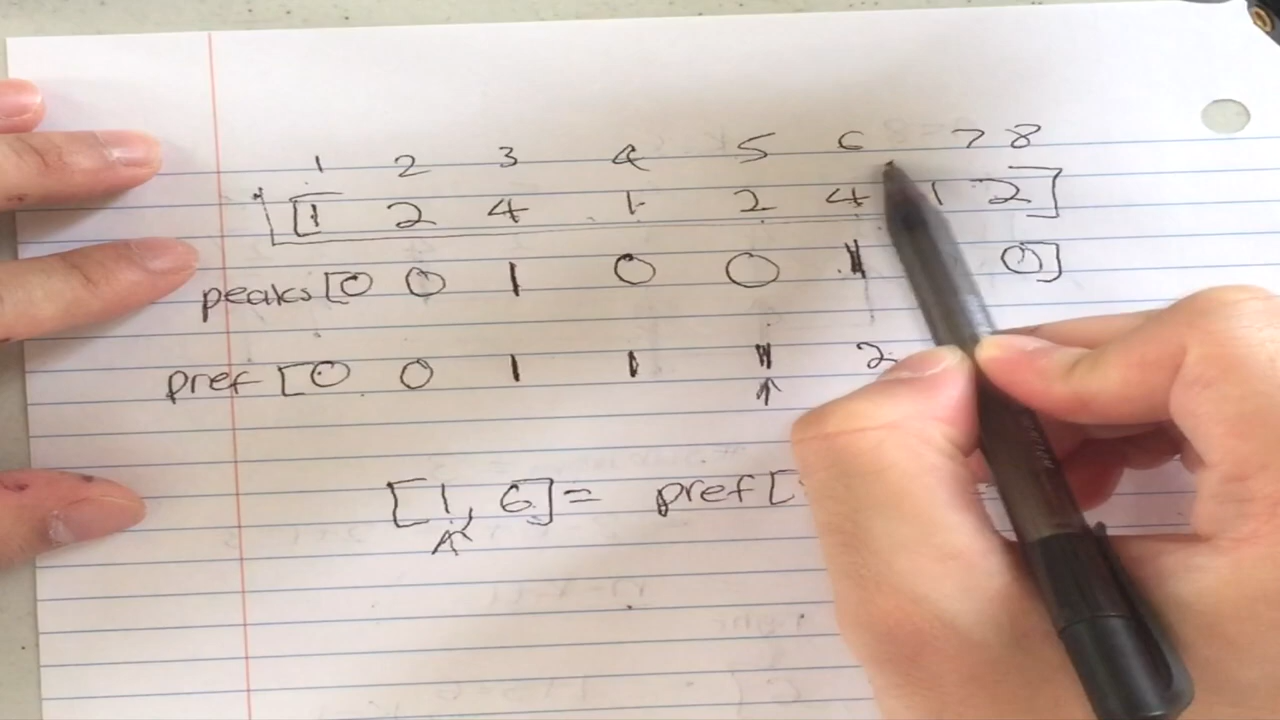 1 2 3 4 5 6 7 8
[1 2 4 1 2 4 1 2]
peaks [0 0 1 0 0 1 0]
pref [0 0 1 1 1 2
[1, 6] = pref[